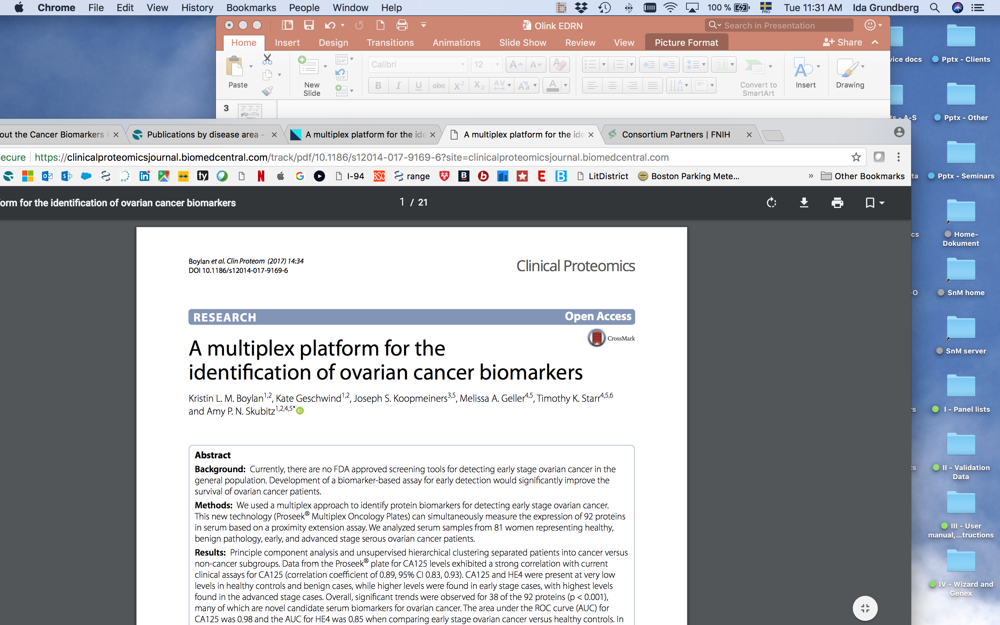 Chrome File Edit View History Bookmarks People Window Help 100 % PRO Tue 11:31 AM Ida Grundberg
Olink EDRN
Search in Presentation
Home Insert Design Transitions Animations Slide Show Review View Picture Format Share
Paste
New
Slide
Calibri 12
Convert to
SmartArt
Insert
Drawing
3
out the Cancer Biomarkers
Publications by disease area -
A multiplex platform for the ide
A multiplex platform for the ide
Consortium Partners | FNIH
ecure https://clinicalproteomicsjournal.biomedcentral.com/track/pdf/10.1186/s12014-017-9169-6?site=clinicalproteomicsjournal.biomedcentral.com
I-94 BSC range LitDistrict Boston Parking Mete... » Other Bookmarks
orm for the identification of ovarian cancer biomarkers
1 / 21
Boylan et al. Clin Proteom (2017) 14:34
DOI 10.1186/s12014-017-9169-6
Clinical Proteomics
RESEARCH
Open Access
CrossMark
A multiplex platform for the
identification of ovarian cancer biomarkers
Kristin L. M. Boylan1,2, Kate Geschwind1,2, Joseph S. Koopmeiners3,5, Melissa A. Geller4,5, Timothy K. Starr4,5,6
and Amy P. N. Skubitz1,2,4,5*
Abstract
Background: Currently, there are no FDA approved screening tools for detecting early stage ovarian cancer in the
general population. Development of a biomarker-based assay for early detection would significantly improve the
survival of ovarian cancer patients.
Methods: We used a multiplex approach to identify protein biomarkers for detecting early stage ovarian cancer.
This new technology (Proseek® Multiplex Oncology Plates) can simultaneously measure the expression of 92 proteins
in serum based on a proximity extension assay. We analyzed serum samples from 81 women representing healthy,
benign pathology, early, and advanced stage serous ovarian cancer patients.
Results: Principle component analysis and unsupervised hierarchical clustering separated patients into cancer versus
non-cancer subgroups. Data from the Proseek® plate for CA125 levels exhibited a strong correlation with current
clinical assays for CA125 (correlation coefficient of 0.89, 95% CI 0.83, 0.93). CA125 and HE4 were present at very low
levels in healthy controls and benign cases, while higher levels were found in early stage cases, with highest levels
found in the advanced stage cases. Overall, significant trends were observed for 38 of the 92 proteins (p < 0.001),
many of which are novel candidate serum biomarkers for ovarian cancer. The area under the ROC curve (AUC) for
CA125 was 0.98 and the AUC for HE4 was 0.85 when comparing early stage ovarian cancer versus healthy controls. In
vice docs
Pptx - Clients
ts - A-S
Pptx - Other
ta
Pptx - Seminars
cs
Home-
Dokument
-O
SnM home
SnM server
rs
I - Panel lists
ts
II - Validation
Data
III - User
manual,...tructions
IV - Wizard and
Genex